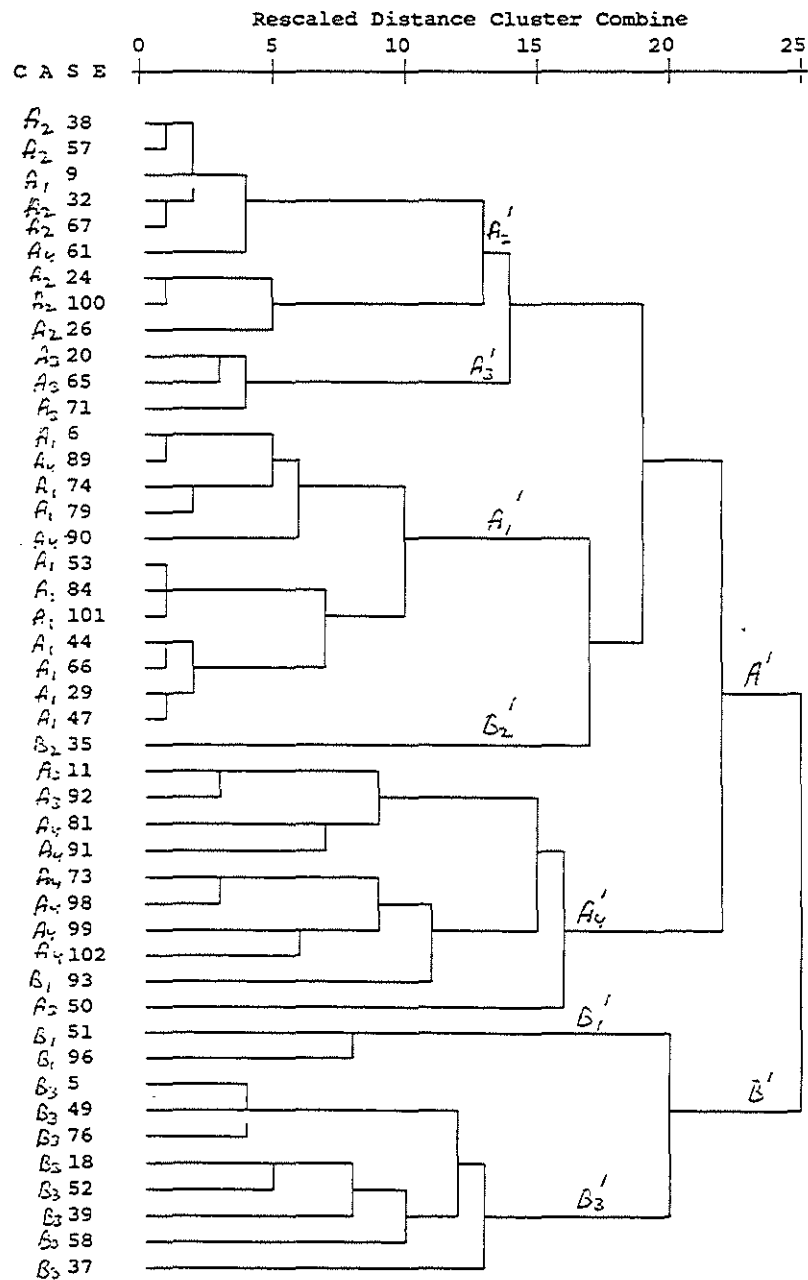 Rescaled Distance Cluster Combine
0 5 10 15 20 25
C A S E
A2 38
A2 57
A1 9
A2 32
A2 67
A4 61
A2 24
A2 100
A2 26
A3 20
A3 65
A3 71
A1 6
A4 89
A1 74
A1 79
A4 90
A1 53
A1 84
A1 101
A1 44
A1 66
A1 29
A1 47
B2 35
11
A3 92
A4 81
A4 91
A4 73
A4 98
A4 99
A4 102
B1 93
50
B1 51
B1 96
B3 5
B3 49
B3 76
B3 18
B3 52
B3 39
B3 58
B3 37
A2'
A3'
A1'
B2'
A'
A4'
B1'
B'
B3'